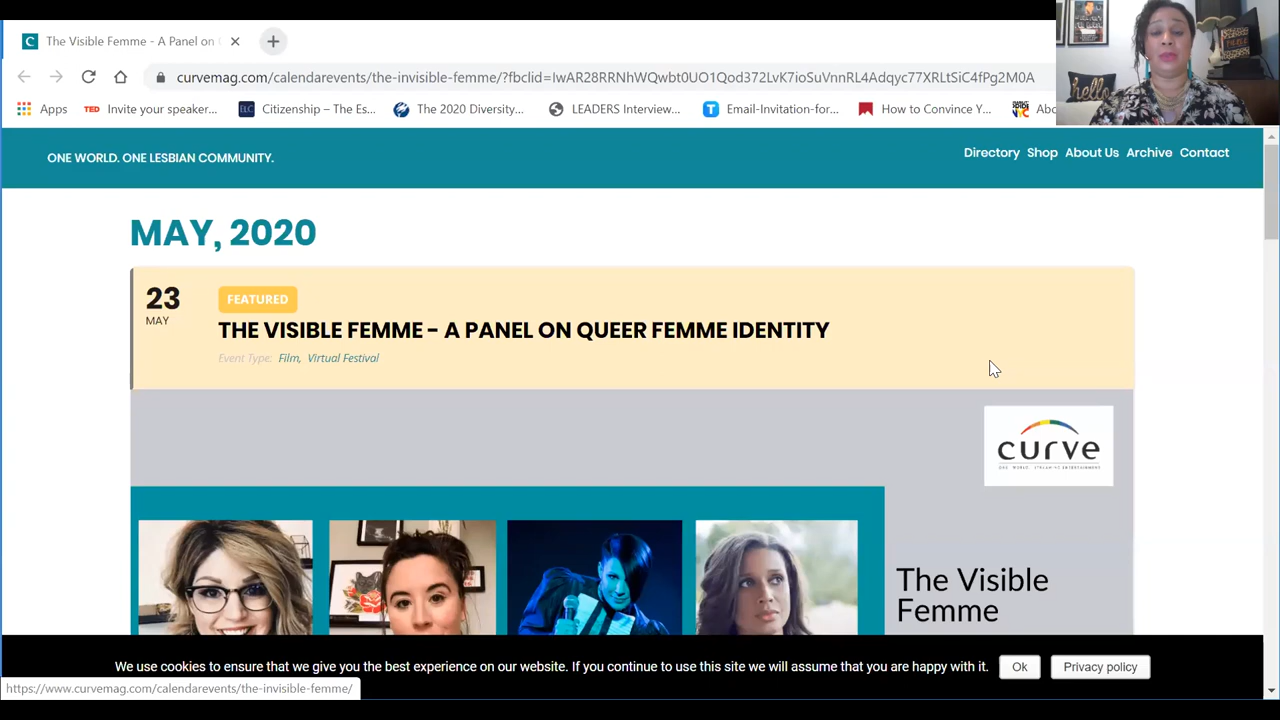 The Visible Femme - A Panel on
curvemag.com/calendarevents/the-invisible-femme/?fbclid=IwAR28RRNhWQwbt0UO1Qod372LvK7ioSuVnnRL4Adqyc77XRLtSiC4fPg2M0A
Apps TED Invite your speaker... ELC Citizenship – The Es... The 2020 Diversity... LEADERS Interview... T Email-Invitation-for... How to Convince Y...
hello
ONE WORLD. ONE LESBIAN COMMUNITY.
Directory Shop About Us Archive Contact
MAY, 2020
23
MAY
FEATURED
THE VISIBLE FEMME - A PANEL ON QUEER FEMME IDENTITY
Event Type: Film, Virtual Festival
curve
The Visible
Femme
We use cookies to ensure that we give you the best experience on our website. If you continue to use this site we will assume that you are happy with it. Ok Privacy policy
https://www.curvemag.com/calendarevents/the-invisible-femme/